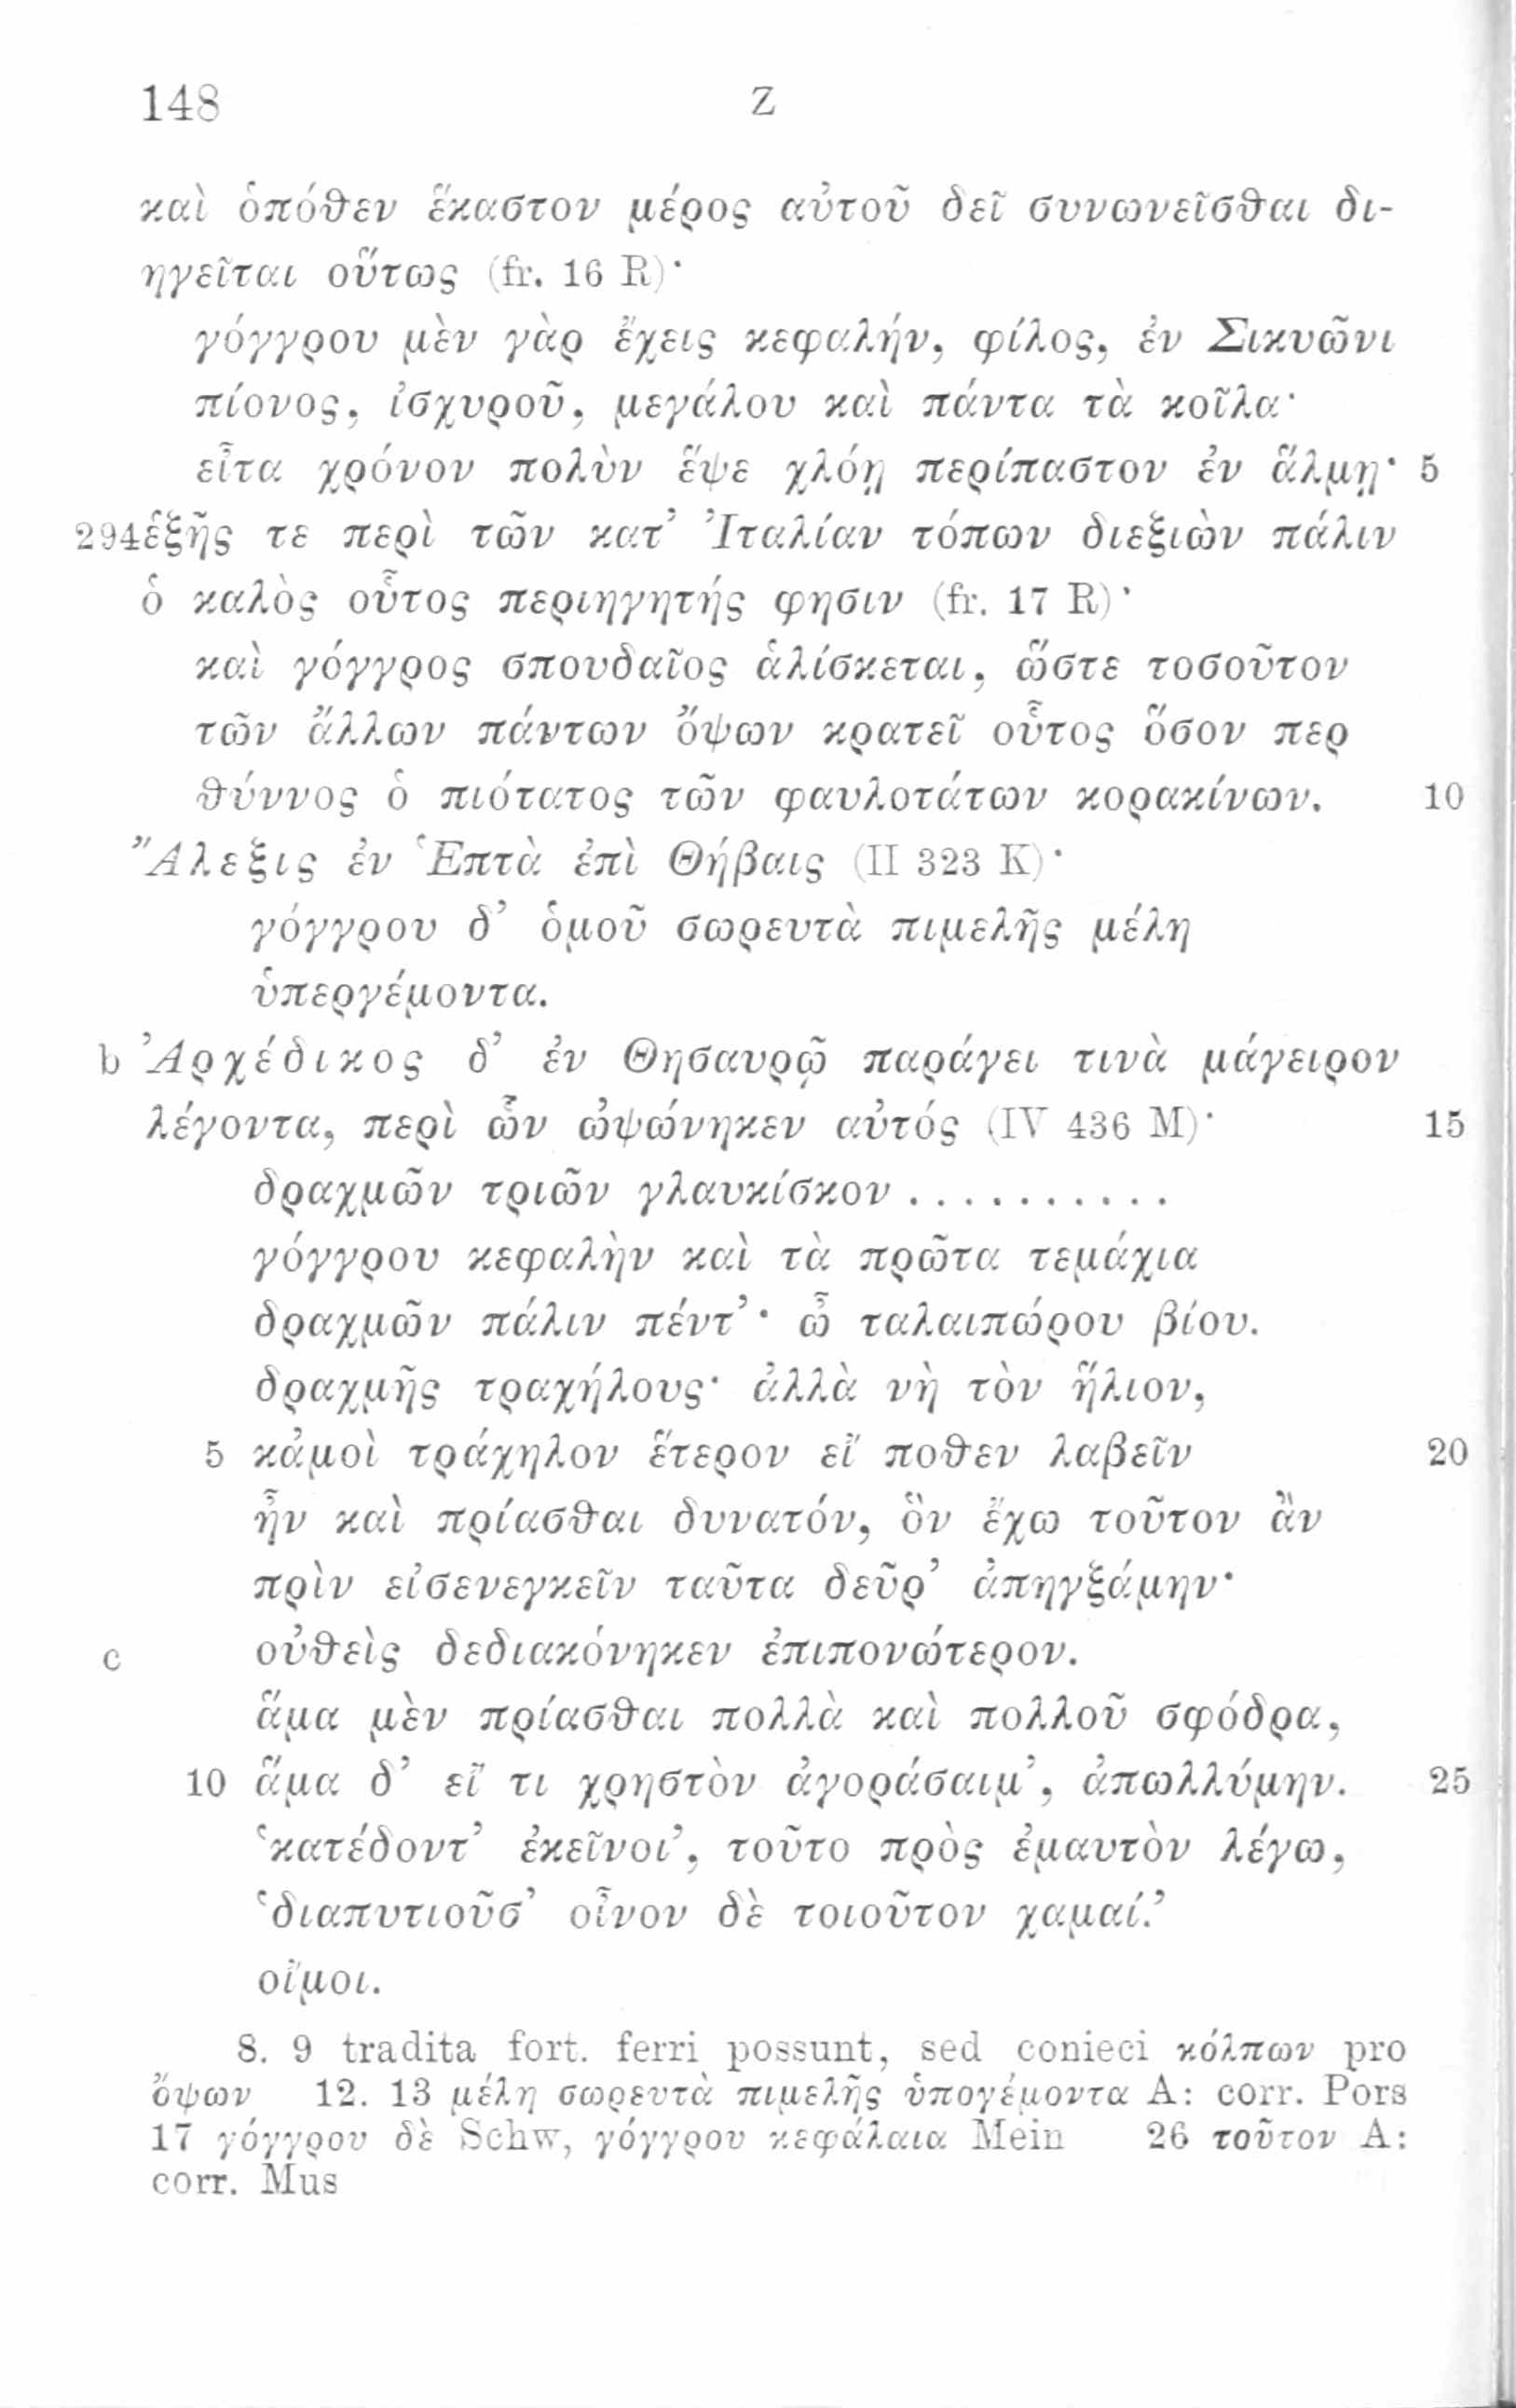 148 Z
καὶ ὁπόθεν ἕκαστον μέρος αὐτοῦ δεῖ συνωνεῖσθαι δι-
ηγεῖται οὕτως (fr. 16 R)·
γόγγρου μὲν γὰρ ἔχεις κεφαλήν, φίλος, ἐν Σικυῶνι
πίονος, ἰσχυροῦ, μεγάλου καὶ πάντα τὰ κοῖλα·
εἶτα χρόνον πολὺν ἕψε χλόῃ περίπαστον ἐν ἅλμῃ· 5
294 ἑξῆς τε περὶ τῶν κατ’ Ἰταλίαν τόπων διεξιὼν πάλιν
ὁ καλὸς οὗτος περιηγητής φησιν (fr. 17 R)·
καὶ γόγγρος σπουδαῖος ἁλίσκεται, ὥστε τοσοῦτον
τῶν ἄλλων πάντων ὄψων κρατεῖ οὗτος ὅσον περ
θύννος ὁ πιότατος τῶν φαυλοτάτων κορακίνων. 10
Ἄλεξις ἐν Ἑπτὰ ἐπὶ Θήβαις (II 323 K)·
γόγγρου δ’ ὁμοῦ σωρευτὰ πιμελῆς μέλη
ὑπεργέμοντα.
b Ἀρχέδικος δ’ ἐν Θησαυρῷ παράγει τινὰ μάγειρον
λέγοντα, περὶ ὧν ὠψώνηκεν αὐτός (IV 436 M)· 15
δραχμῶν τριῶν γλαυκίσκον ..........
γόγγρου κεφαλὴν καὶ τὰ πρῶτα τεμάχια
δραχμῶν πάλιν πέντ’· ὦ ταλαιπώρου βίου.
δραχμῆς τραχήλους· ἀλλὰ νὴ τὸν ἥλιον,
5 κἀμοὶ τράχηλον ἕτερον εἴ ποθεν λαβεῖν 20
ἦν καὶ πρίασθαι δυνατόν, ὃν ἔχω τοῦτον ἂν
πρὶν εἰσενεγκεῖν ταῦτα δεῦρ’ ἀπηγξάμην·
c οὐθεὶς δεδιακόνηκεν ἐπιπονώτερον.
ἅμα μὲν πρίασθαι πολλὰ καὶ πολλοῦ σφόδρα,
10 ἅμα δ’ εἴ τι χρηστὸν ἀγοράσαιμ’, ἀπωλλύμην. 25
‘κατέδοντ’ ἐκεῖνοι’, τοῦτο πρὸς ἐμαυτὸν λέγω,
‘διαπυτιοῦσ’ οἶνον δὲ τοιοῦτον χαμαί.’
οἴμοι.
8. 9 tradita fort. ferri possunt, sed conieci κόλπων pro
ὄψων 12. 13 μέλη σωρευτὰ πιμελῆς ὑπογέμοντα A: corr. Pors
17 γόγγρου δὲ Schw, γόγγρου κεφάλαια Mein 26 τοῦτον A:
corr. Mus